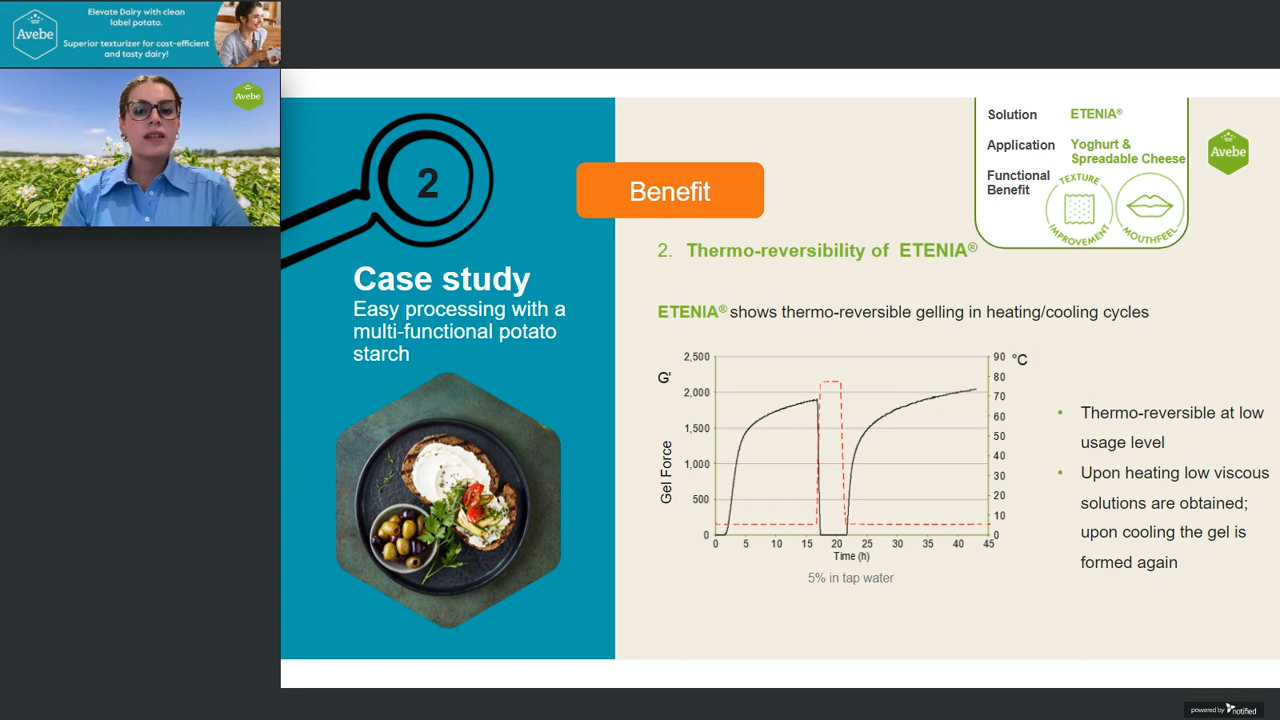 Elevate Dairy with clean
label potato.
Avebe
Superior texturizer for cost-efficient
and tasty dairy!
Avebe
2
Case study
Easy processing with a
multi-functional potato
starch
Benefit
Solution ETENIA®
Application Yoghurt &
Spreadable Cheese
Functional
Benefit
TEXTURE
IMPROVEMENT
MOUTHFEEL
Avebe
2. Thermo-reversibility of ETENIA®
ETENIA® shows thermo-reversible gelling in heating/cooling cycles
G'
Gel Force
2,500
2,000
1,500
1,000
500
0
90
80
70
60
50
40
30
20
10
0
°C
0 5 10 15 20 25 30 35 40 45
Time (h)
5% in tap water
• Thermo-reversible at low
usage level
• Upon heating low viscous
solutions are obtained;
upon cooling the gel is
formed again
powered by notified